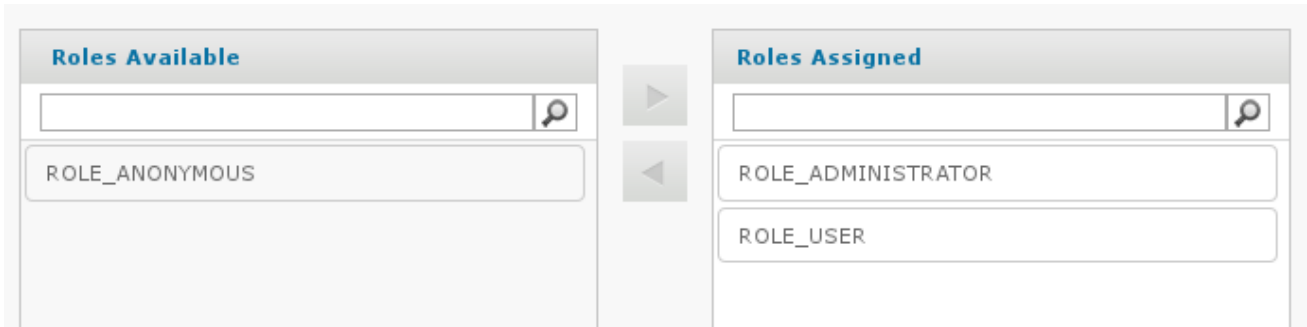 Roles Available
ROLE_ANONYMOUS
Roles Assigned
ROLE_ADMINISTRATOR
ROLE_USER